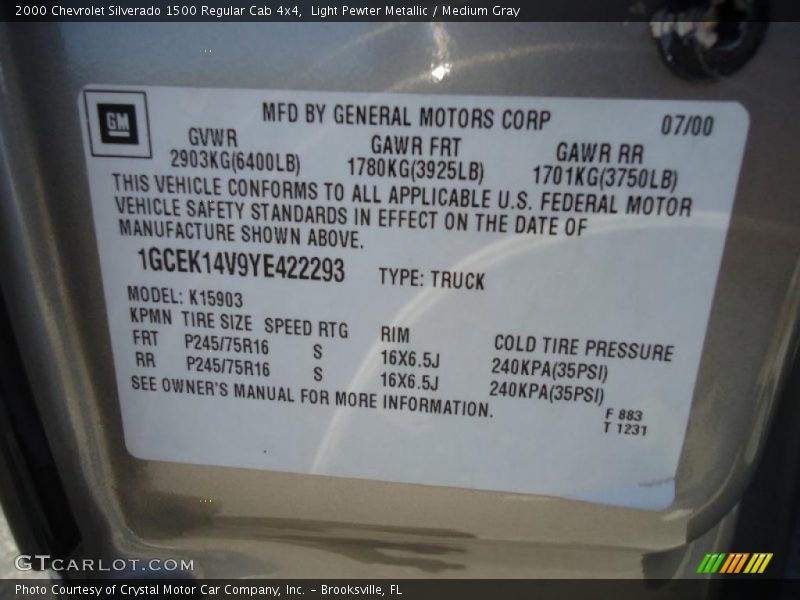 2000 Chevrolet Silverado 1500 Regular Cab 4x4, Light Pewter Metallic / Medium Gray
GM
MFD BY GENERAL MOTORS CORP 07/00
GVWR GAWR FRT GAWR RR
2903KG(6400LB) 1780KG(3925LB) 1701KG(3750LB)
THIS VEHICLE CONFORMS TO ALL APPLICABLE U.S. FEDERAL MOTOR
VEHICLE SAFETY STANDARDS IN EFFECT ON THE DATE OF
MANUFACTURE SHOWN ABOVE.
1GCEK14V9YE422293 TYPE: TRUCK
MODEL: K15903
KPMN TIRE SIZE SPEED RTG RIM COLD TIRE PRESSURE
FRT P245/75R16 S 16X6.5J 240KPA(35PSI)
RR P245/75R16 S 16X6.5J 240KPA(35PSI)
SEE OWNER'S MANUAL FOR MORE INFORMATION.
F 883
T 1231
GTCARLOT.COM
Photo Courtesy of Crystal Motor Car Company, Inc. – Brooksville, FL